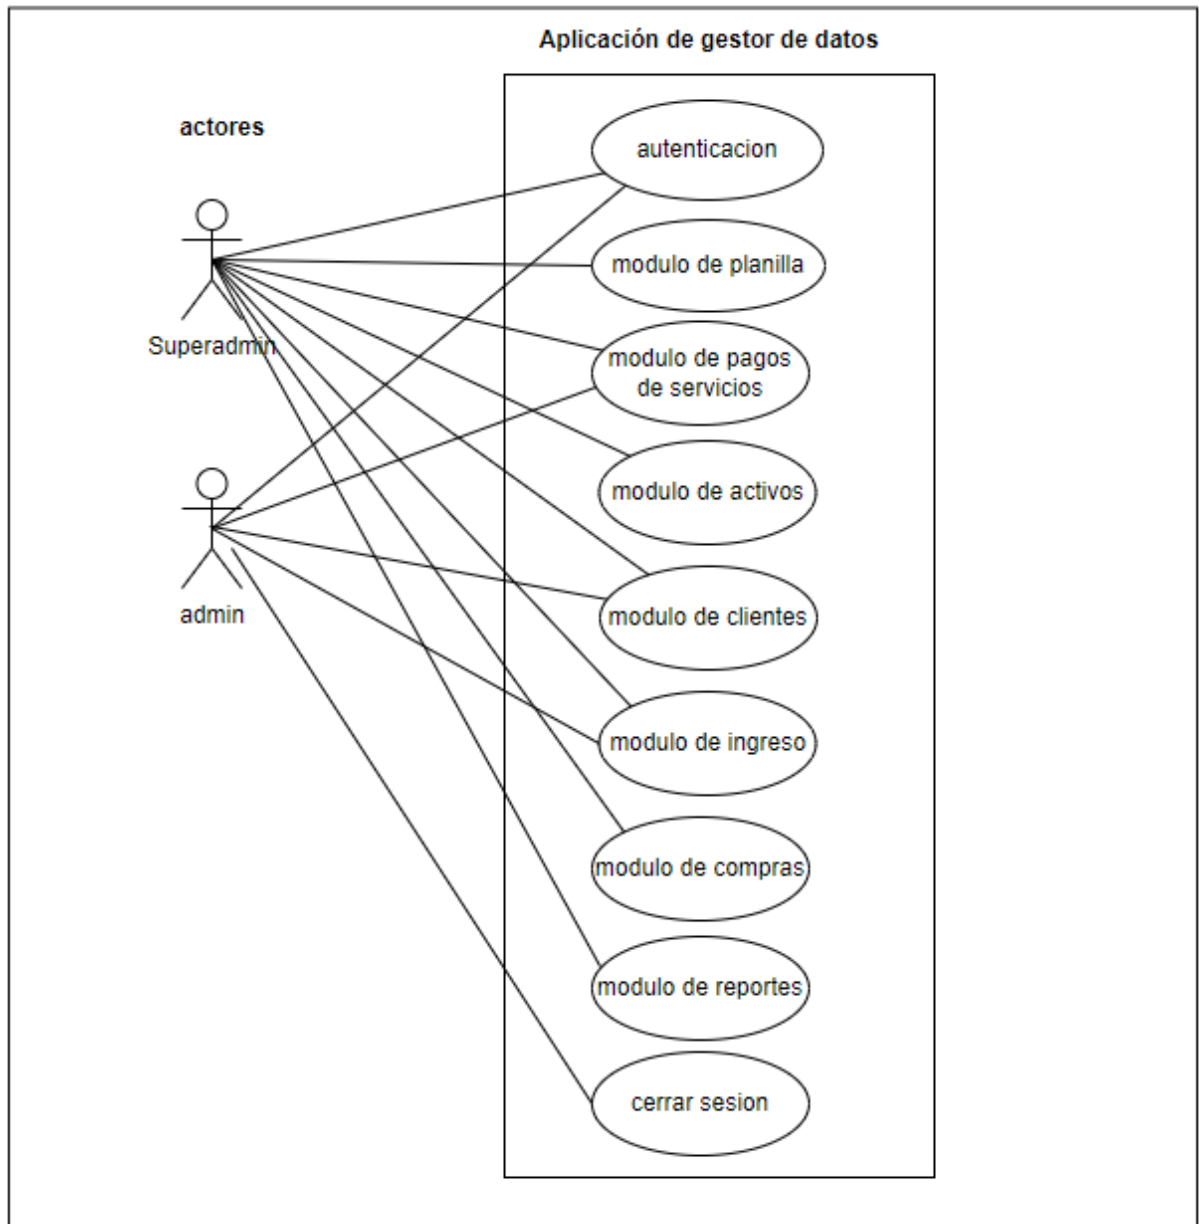 Aplicación de gestor de datos
actores
autenticacion
modulo de planilla
Superadmin
modulo de pagos
de servicios
modulo de activos
admin
modulo de clientes
modulo de ingreso
modulo de compras
modulo de reportes
cerrar sesion